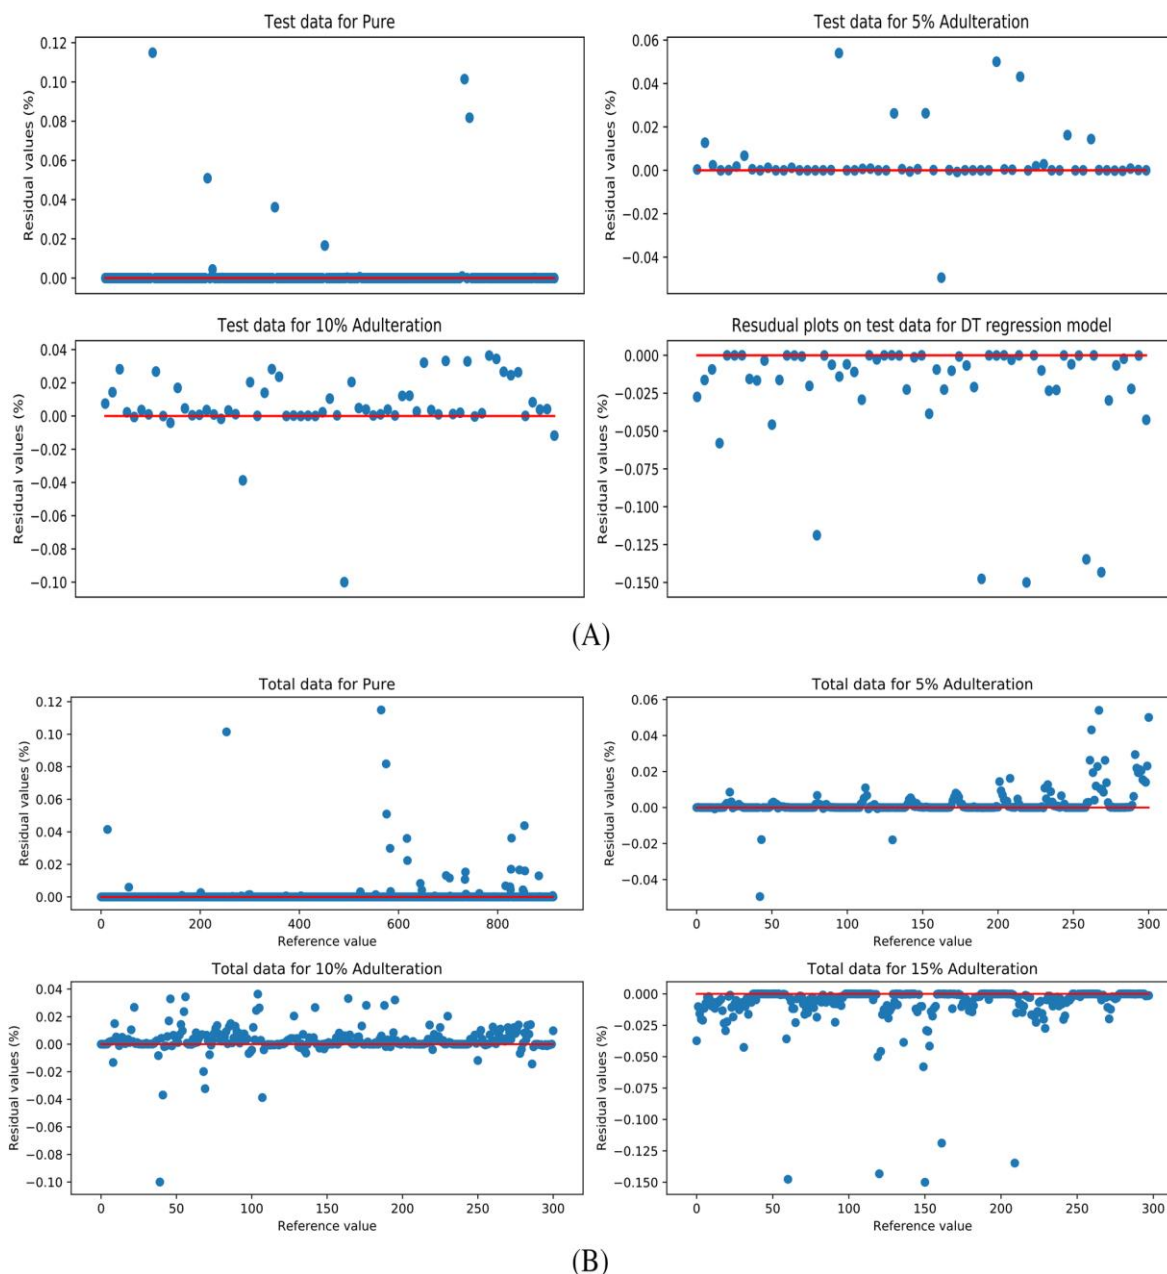 Test data for Pure
Residual values (%)
0.12
0.10
0.08
0.06
0.04
0.02
0.00
Test data for 5% Adulteration
Residual values (%)
0.06
0.04
0.02
0.00
−0.02
−0.04
Test data for 10% Adulteration
Residual values (%)
0.04
0.02
0.00
−0.02
−0.04
−0.06
−0.08
−0.10
Resudual plots on test data for DT regression model
Residual values (%)
0.000
−0.025
−0.050
−0.075
−0.100
−0.125
−0.150
(A)
Total data for Pure
Residual values (%)
0.12
0.10
0.08
0.06
0.04
0.02
0.00
0 200 400 600 800
Reference value
Total data for 5% Adulteration
Residual values (%)
0.06
0.04
0.02
0.00
−0.02
−0.04
0 50 100 150 200 250 300
Reference value
Total data for 10% Adulteration
Residual values (%)
0.04
0.02
0.00
−0.02
−0.04
−0.06
−0.08
−0.10
0 50 100 150 200 250 300
Reference value
Total data for 15% Adulteration
Residual values (%)
0.000
−0.025
−0.050
−0.075
−0.100
−0.125
−0.150
0 50 100 150 200 250 300
Reference value
(B)